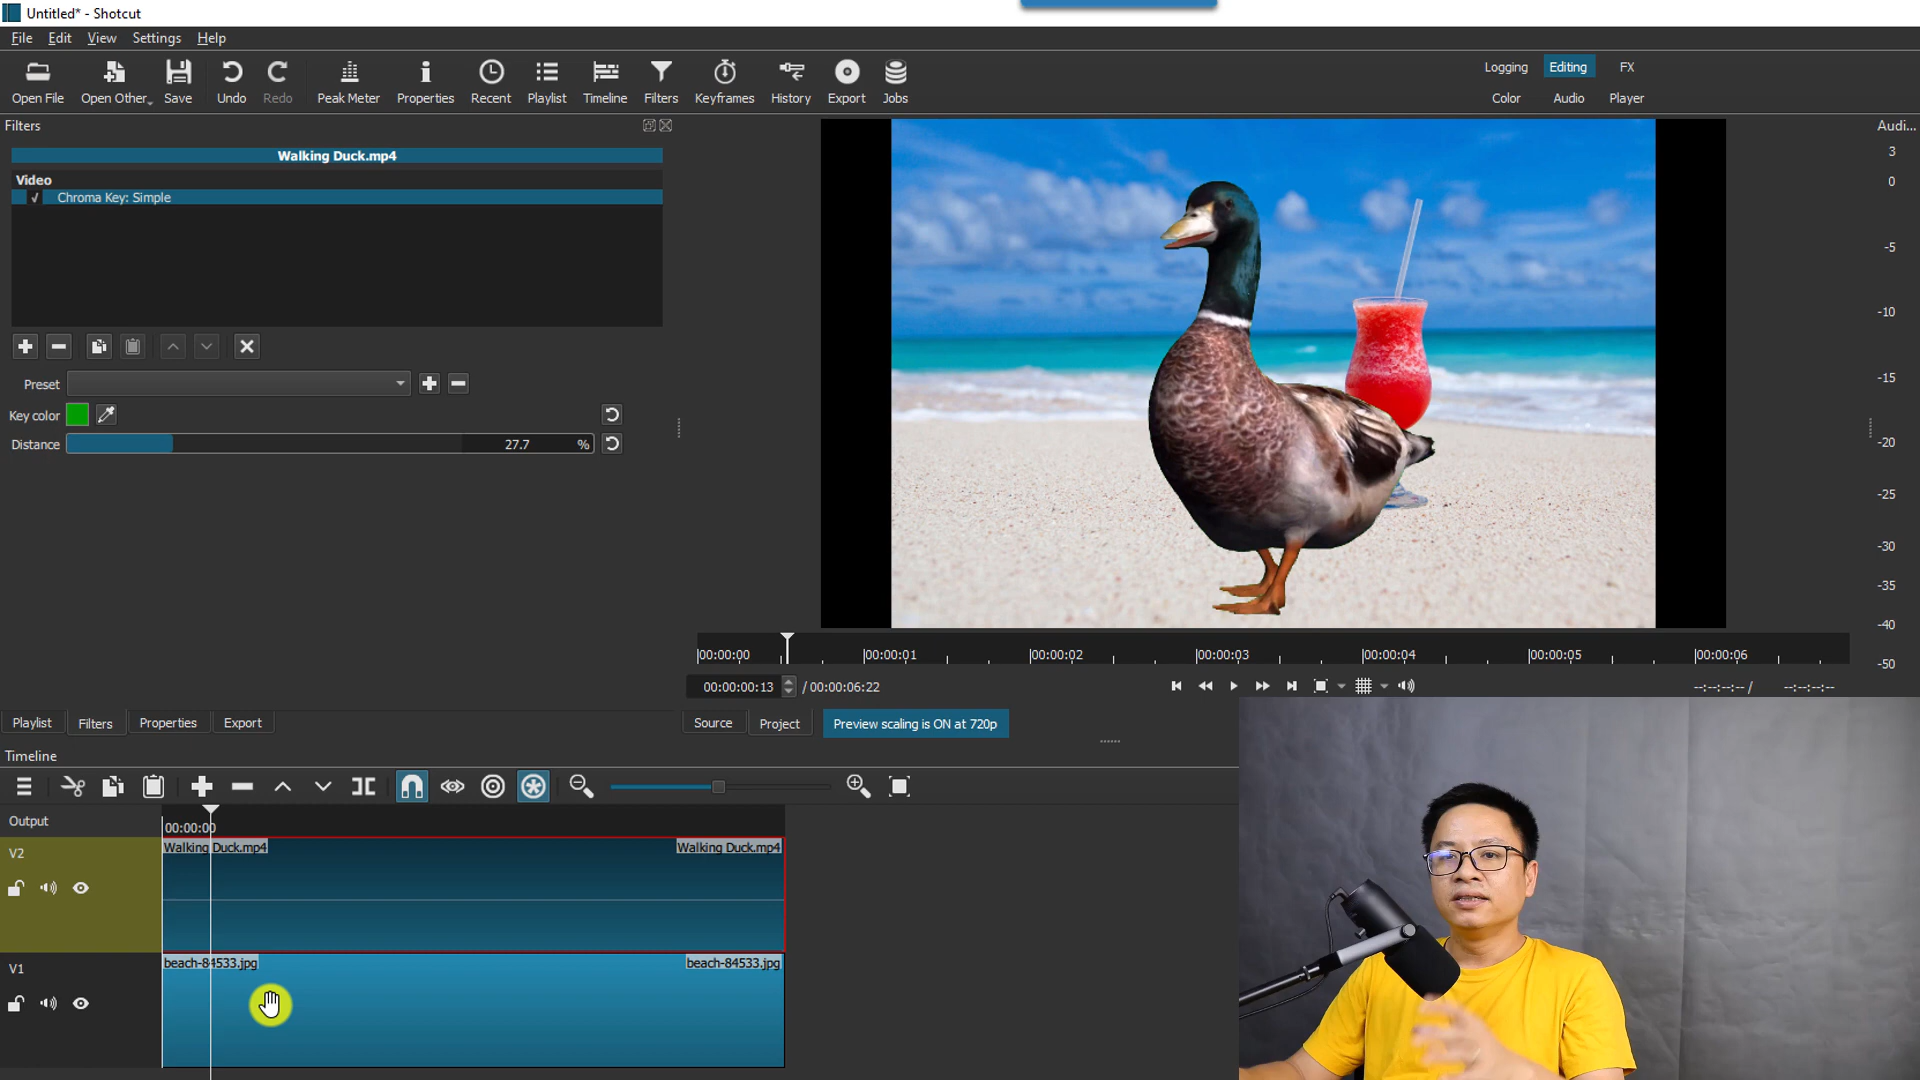 Untitled* - Shotcut
File Edit View Settings Help
Open File Open Other Save Undo Redo Peak Meter Properties Recent Playlist Timeline Filters Keyframes History Export Jobs
Logging Editing FX
Color Audio Player
Filters
Audi...
Walking Duck.mp4
Video
Chroma Key: Simple
Preset
Key color
Distance 27.7 %
3
0
-5
-10
-15
-20
-25
-30
-35
-40
-50
00:00:00 00:00:01 00:00:02 00:00:03 00:00:04 00:00:05 00:00:06
00:00:00:13 / 00:00:06:22
--:--:--:-- / --:--:--:--
Playlist Filters Properties Export
Source Project Preview scaling is ON at 720p
Timeline
Output
00:00:00
V2
Walking Duck.mp4 Walking Duck.mp4
V1
beach-84533.jpg beach-84533.jpg